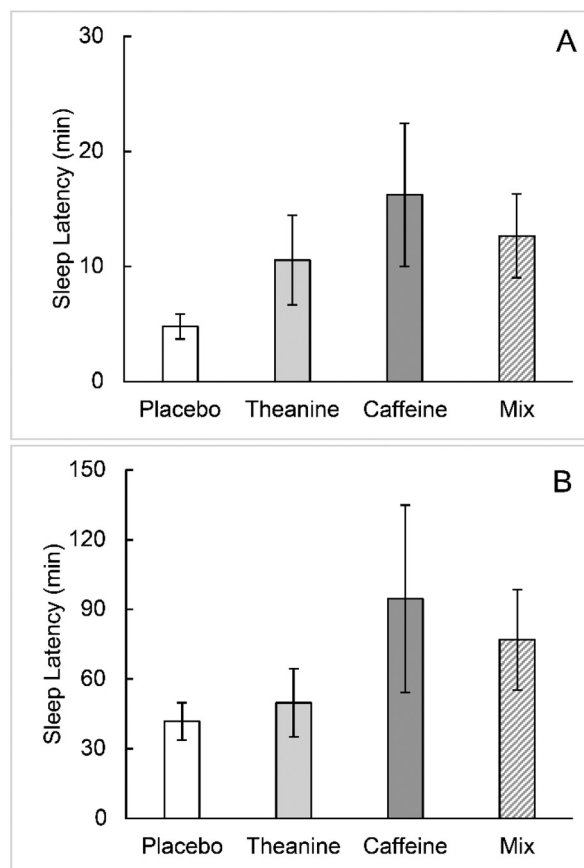 A
30
20
10
0
Sleep Latency (min)
Placebo Theanine Caffeine Mix
B
150
120
90
60
30
0
Sleep Latency (min)
Placebo Theanine Caffeine Mix